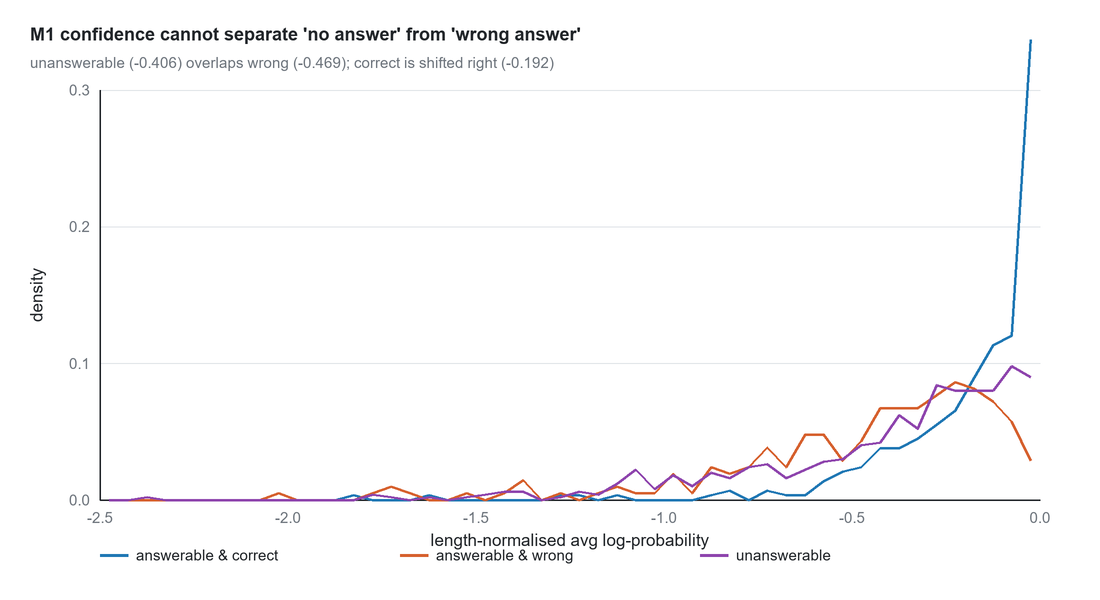 M1 confidence cannot separate 'no answer' from 'wrong answer'
unanswerable (-0.406) overlaps wrong (-0.469); correct is shifted right (-0.192)
0.3
0.2
0.1
0.0
density
-2.5 -2.0 -1.5 -1.0 -0.5 0.0
length-normalised avg log-probability
answerable & correct answerable & wrong unanswerable